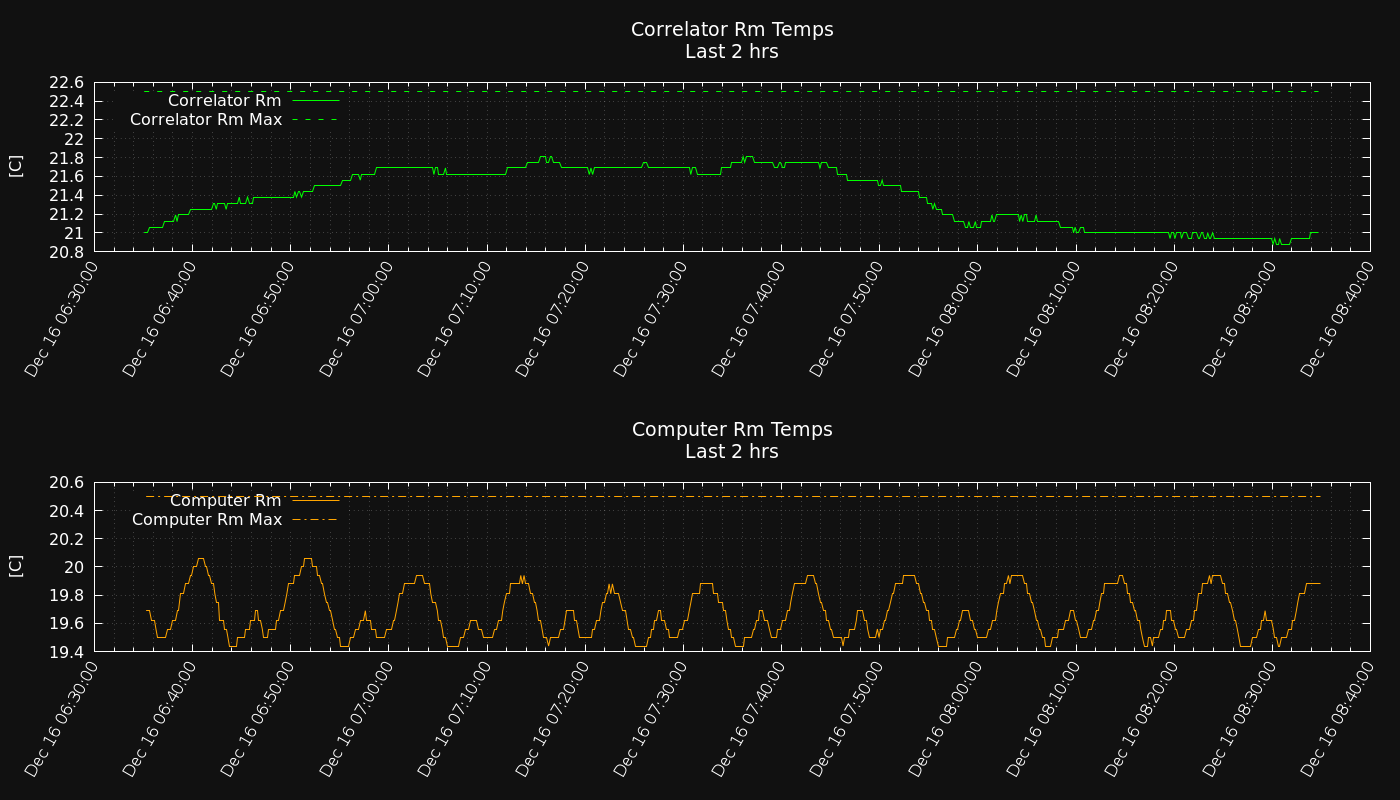 Correlator Rm Temps
Last 2 hrs
22.6
22.4
22.2
22
21.8
21.6
21.4
21.2
21
20.8
[C]
Correlator Rm
Correlator Rm Max
Dec 16 06:30:00
Dec 16 06:40:00
Dec 16 06:50:00
Dec 16 07:00:00
Dec 16 07:10:00
Dec 16 07:20:00
Dec 16 07:30:00
Dec 16 07:40:00
Dec 16 07:50:00
Dec 16 08:00:00
Dec 16 08:10:00
Dec 16 08:20:00
Dec 16 08:30:00
Dec 16 08:40:00
Computer Rm Temps
Last 2 hrs
20.6
20.4
20.2
20
19.8
19.6
19.4
[C]
Computer Rm
Computer Rm Max
Dec 16 06:30:00
Dec 16 06:40:00
Dec 16 06:50:00
Dec 16 07:00:00
Dec 16 07:10:00
Dec 16 07:20:00
Dec 16 07:30:00
Dec 16 07:40:00
Dec 16 07:50:00
Dec 16 08:00:00
Dec 16 08:10:00
Dec 16 08:20:00
Dec 16 08:30:00
Dec 16 08:40:00